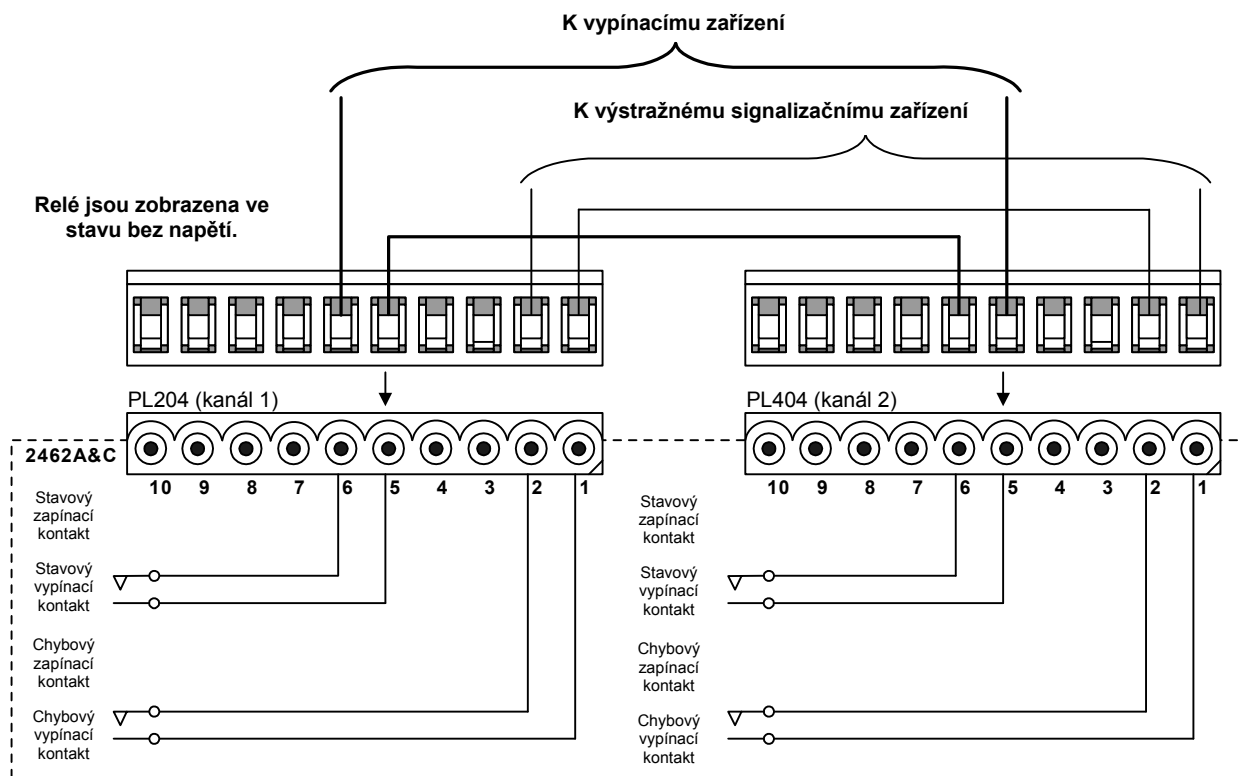 K vypínacímu zařízení
K výstražnému signalizačnímu zařízení
Relé jsou zobrazena ve
stavu bez napětí.
PL204 (kanál 1)
PL404 (kanál 2)
2462A&C
10 9 8 7 6 5 4 3 2 1
10 9 8 7 6 5 4 3 2 1
Stavový
zapínací
kontakt
Stavový
vypínací
kontakt
Chybový
zapínací
kontakt
Chybový
vypínací
kontakt
Stavový
zapínací
kontakt
Stavový
vypínací
kontakt
Chybový
zapínací
kontakt
Chybový
vypínací
kontakt